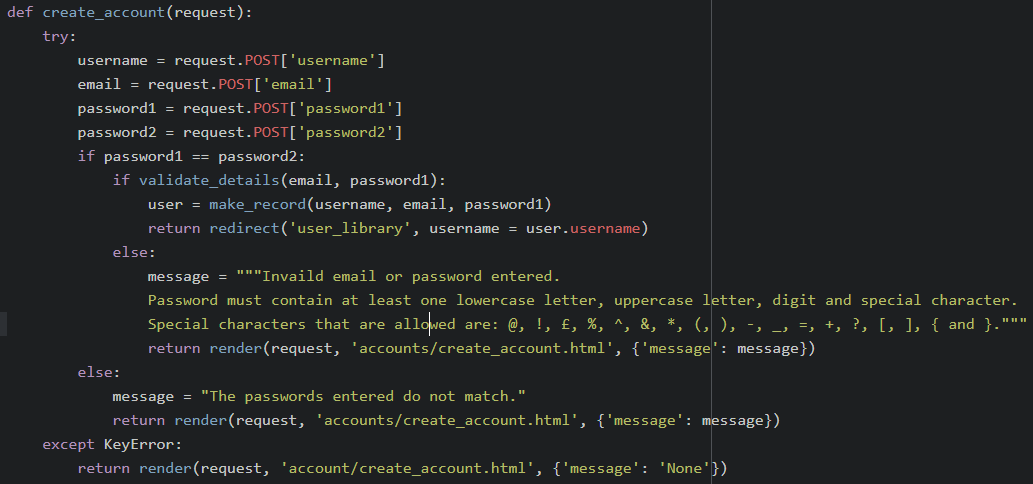 def create_account(request):
    try:
        username = request.POST['username']
        email = request.POST['email']
        password1 = request.POST['password1']
        password2 = request.POST['password2']
        if password1 == password2:
            if validate_details(email, password1):
                user = make_record(username, email, password1)
                return redirect('user_library', username = user.username)
            else:
                message = """Invaild email or password entered.
                Password must contain at least one lowercase letter, uppercase letter, digit and special character.
                Special characters that are allowed are: @, !, £, %, ^, &, *, (, ), -, _, =, +, ?, [, ], { and }."""
                return render(request, 'accounts/create_account.html', {'message': message})
        else:
            message = "The passwords entered do not match."
            return render(request, 'accounts/create_account.html', {'message': message})
    except KeyError:
        return render(request, 'account/create_account.html', {'message': 'None'})